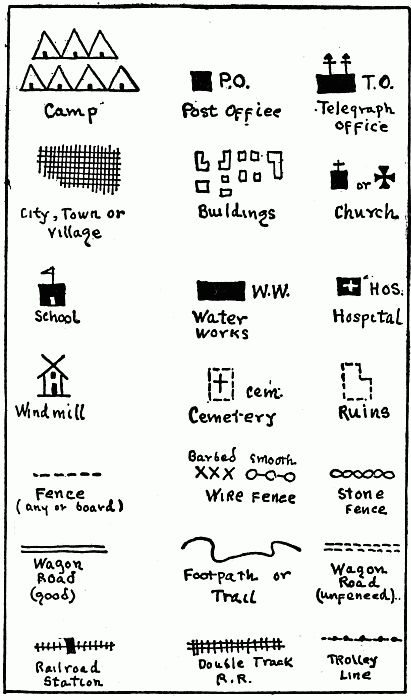 Camp
P.O.
Post Office
T.O.
Telegraph
Office
City, Town or
Village
Buildings
or
Church
School
W.W.
Water
Works
HOS.
Hospital
Windmill
cem.
Cemetery
Ruins
Fence
(any or board)
Barbed Smooth
XXX
Wire Fence
Stone
Fence
Wagon
Road
(good)
Footpath or
Trail
Wagon
Road
(unfenced)..
Railroad
Station
Double Track
R.R.
Trolley
Line